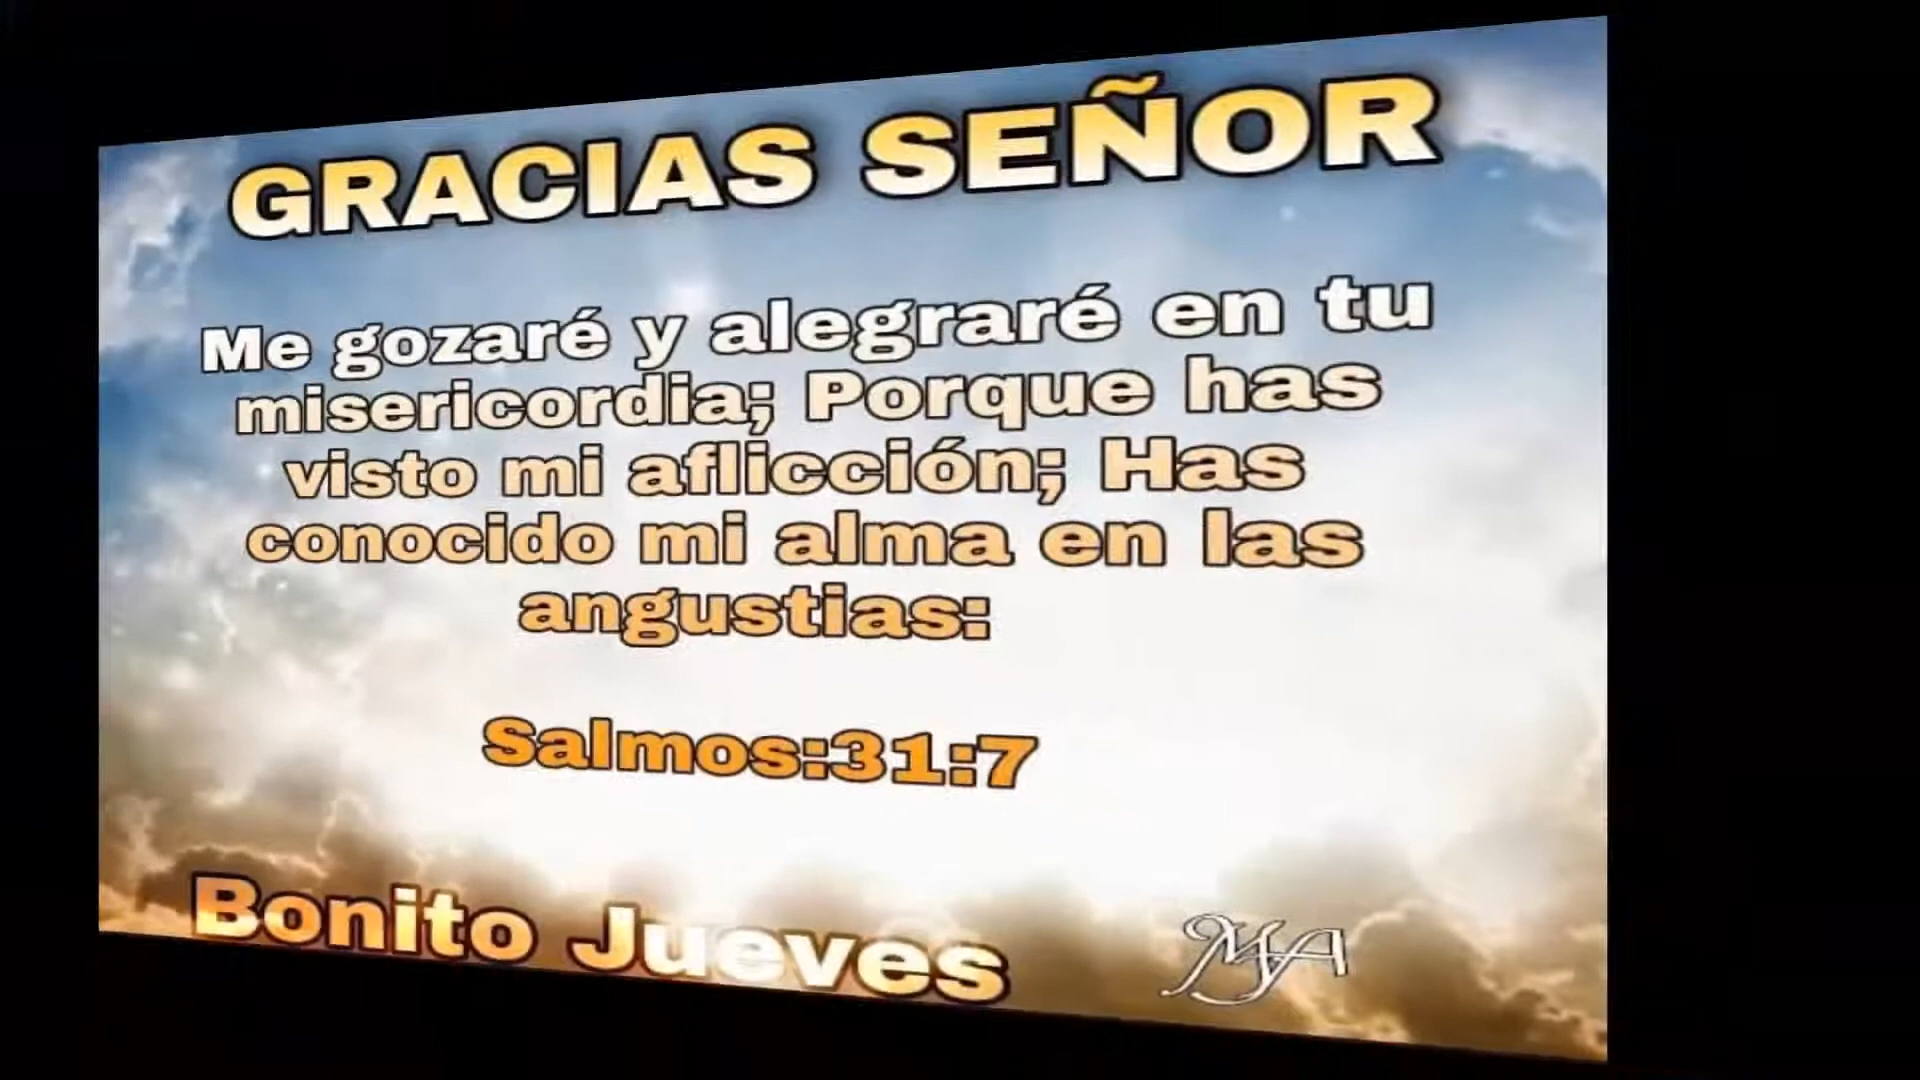 GRACIAS SEÑOR
Me gozaré y alegraré en tu
misericordia; Porque has
visto mi aflicción; Has
conocido mi alma en las
angustias:
Salmos:31:7
Bonito Jueves
MJA